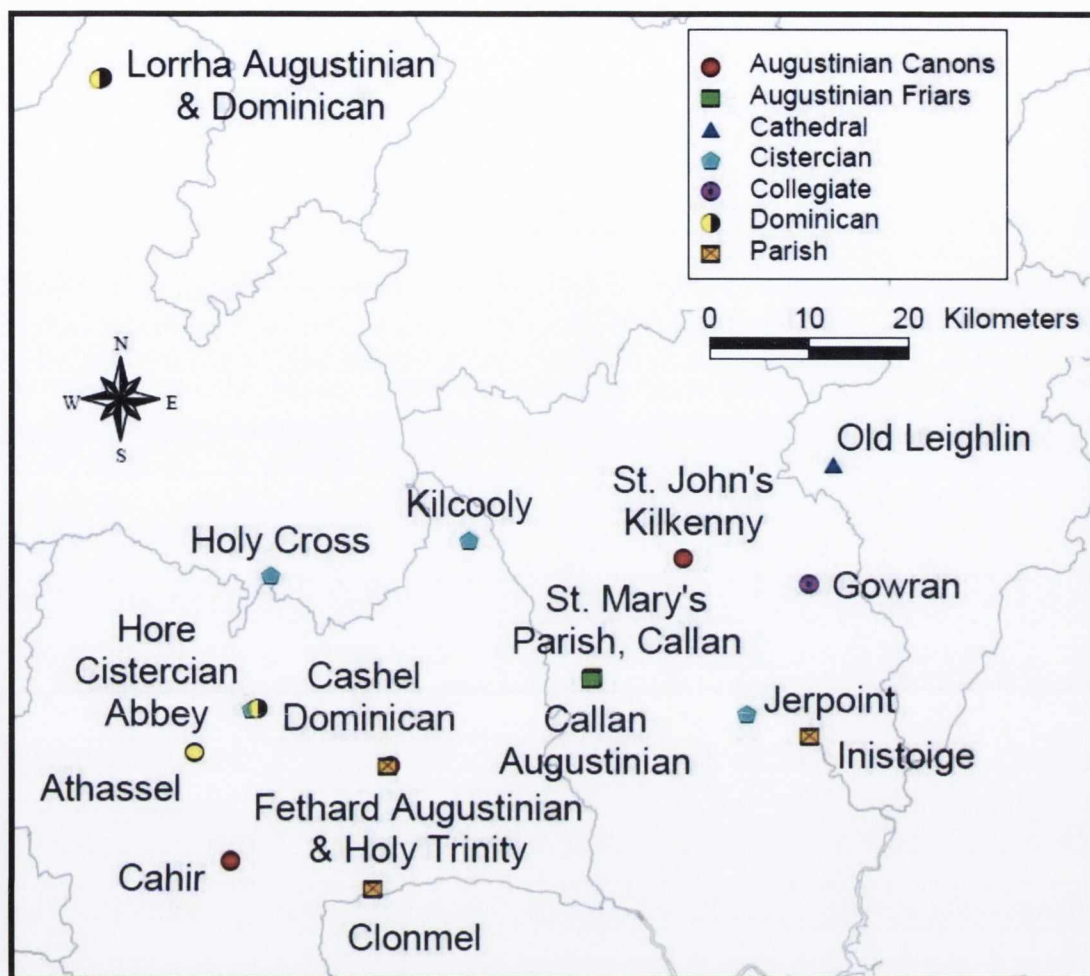 Lorrha Augustinian
& Dominican
Augustinian Canons
Augustinian Friars
Cathedral
Cistercian
Collegiate
Dominican
Parish
0 10 20 Kilometers
N
W E
S
Old Leighlin
St. John's
Kilkenny
Kilcooly
Holy Cross
Gowran
St. Mary's
Parish, Callan
Hore
Cistercian
Abbey
Cashel
Dominican
Jerpoint
Callan
Augustinian
Inistoige
Athassel
Fethard Augustinian
& Holy Trinity
Cahir
Clonmel